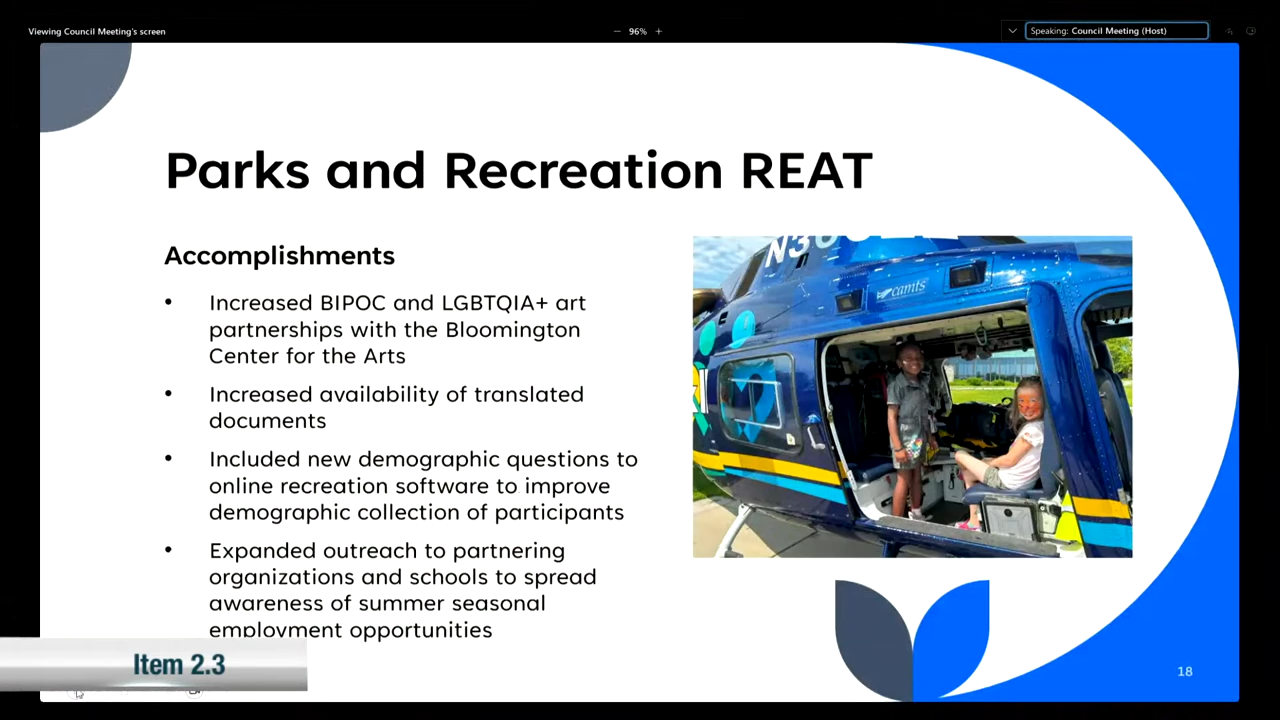 Viewing Council Meeting's screen
96%
Speaking: Council Meeting (Host)
Parks and Recreation REAT
Accomplishments
• Increased BIPOC and LGBTQIA+ art
partnerships with the Bloomington
Center for the Arts
• Increased availability of translated
documents
• Included new demographic questions to
online recreation software to improve
demographic collection of participants
• Expanded outreach to partnering
organizations and schools to spread
awareness of summer seasonal
employment opportunities
camts
Item 2.3
18